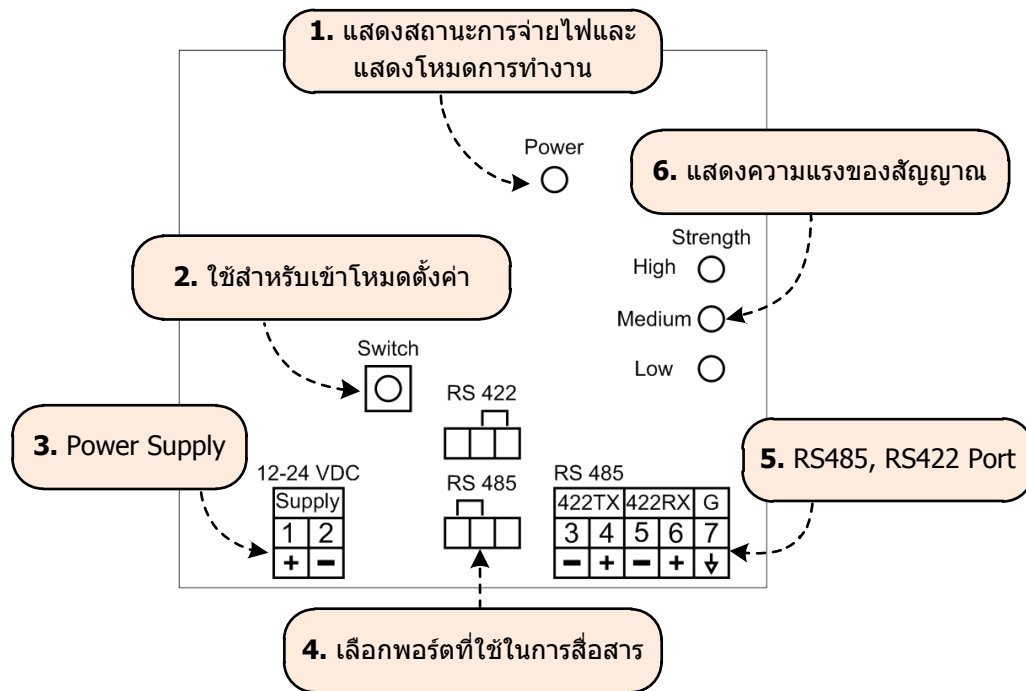 1. แสดงสถานะการจ่ายไฟและ
แสดงโหมดการทำงาน
Power
6. แสดงความแรงของสัญญาณ
Strength
High
2. ใช้สำหรับเข้าโหมดตั้งค่า
Medium
Switch
Low
RS 422
3. Power Supply
5. RS485, RS422 Port
12-24 VDC
RS 485
RS 485
Supply
422TX 422RX G
1 2
3 4 5 6 7
+ −
− + − +
4. เลือกพอร์ตที่ใช้ในการสื่อสาร